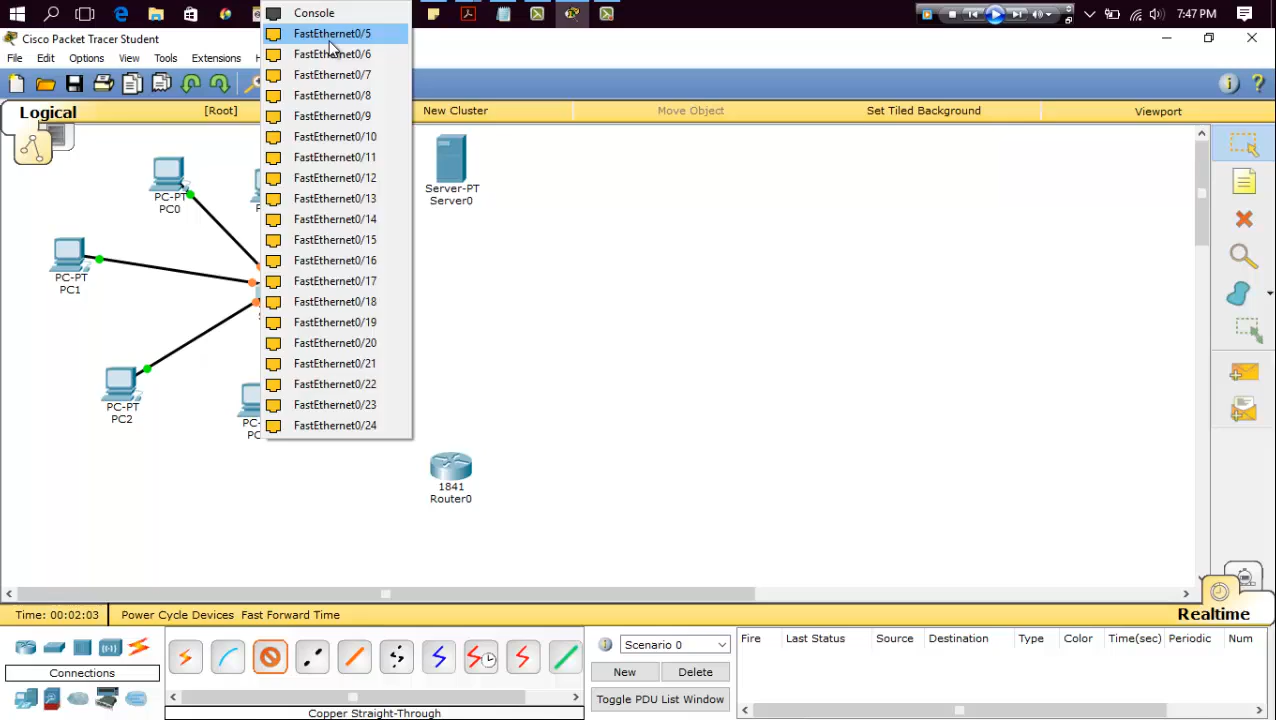 7:47 PM
Cisco Packet Tracer Student
File Edit Options View Tools Extensions
Console
FastEthernet0/5
FastEthernet0/6
FastEthernet0/7
FastEthernet0/8
FastEthernet0/9
FastEthernet0/10
FastEthernet0/11
FastEthernet0/12
FastEthernet0/13
FastEthernet0/14
FastEthernet0/15
FastEthernet0/16
FastEthernet0/17
FastEthernet0/18
FastEthernet0/19
FastEthernet0/20
FastEthernet0/21
FastEthernet0/22
FastEthernet0/23
FastEthernet0/24
Logical [Root] New Cluster Move Object Set Tiled Background Viewport
PC-PT
PC0
Server-PT
Server0
PC-PT
PC1
PC-PT
PC2
1841
Router0
Time: 00:02:03 Power Cycle Devices Fast Forward Time
Realtime
Connections
Copper Straight-Through
Scenario 0
New Delete
Toggle PDU List Window
Fire Last Status Source Destination Type Color Time(sec) Periodic Num